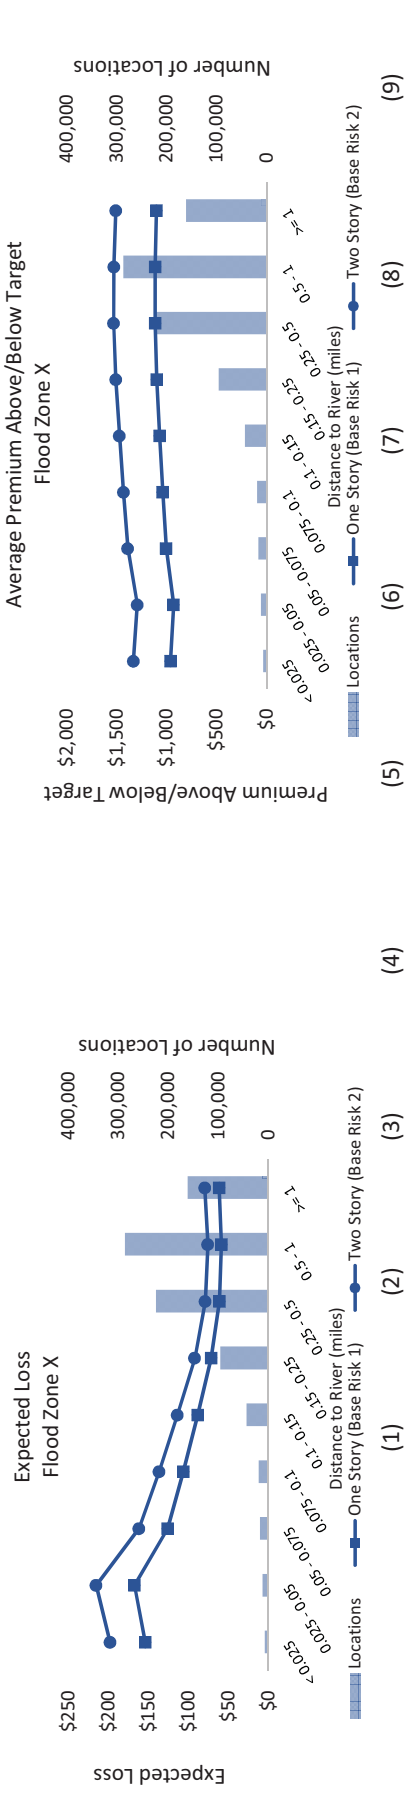 Expected Loss
Flood Zone X
Expected Loss
$250
$200
$150
$100
$50
$0
Number of Locations
400,000
300,000
200,000
100,000
0
< 0.025
0.025 - 0.05
0.05 - 0.075
0.075 - 0.1
0.1 - 0.15
0.15 - 0.25
0.25 - 0.5
0.5 - 1
>= 1
Distance to River (miles)
Locations
One Story (Base Risk 1)
Two Story (Base Risk 2)
Average Premium Above/Below Target
Flood Zone X
Premium Above/Below Target
$2,000
$1,500
$1,000
$500
$0
Number of Locations
400,000
300,000
200,000
100,000
0
< 0.025
0.025 - 0.05
0.05 - 0.075
0.075 - 0.1
0.1 - 0.15
0.15 - 0.25
0.25 - 0.5
0.5 - 1
>= 1
Distance to River (miles)
Locations
One Story (Base Risk 1)
Two Story (Base Risk 2)
(1) (2) (3) (4) (5) (6) (7) (8) (9)